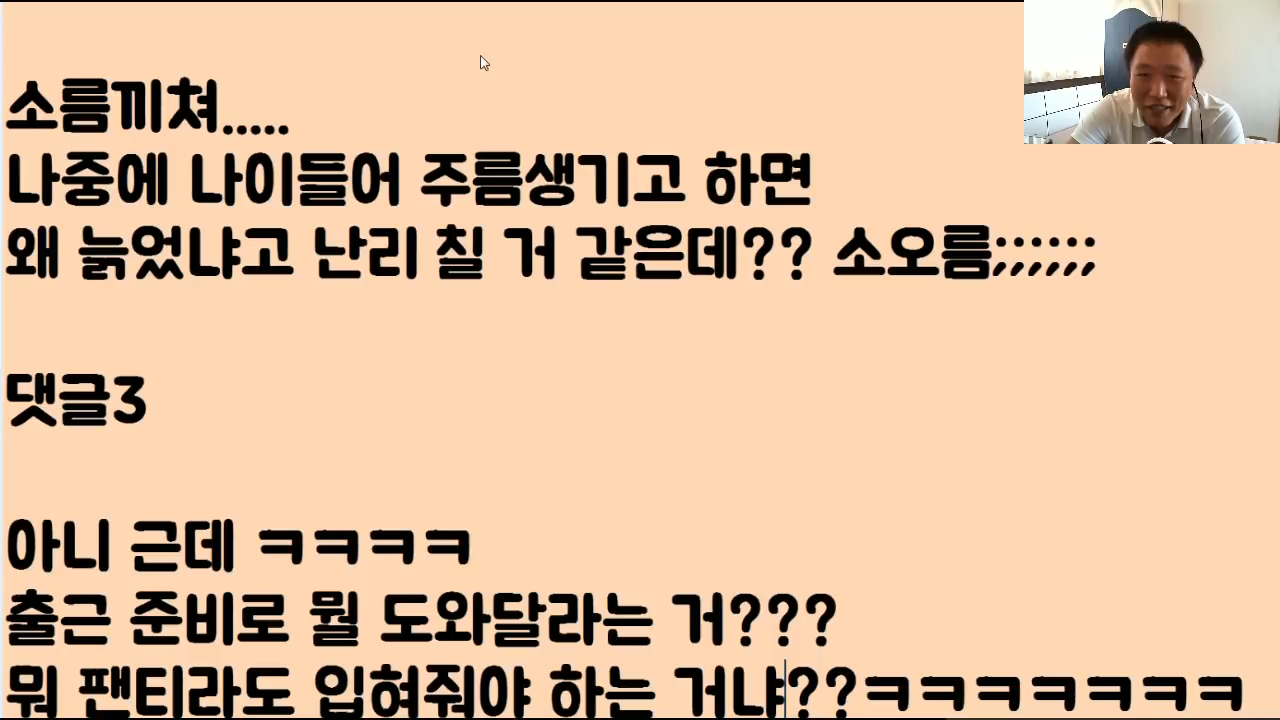 소름끼쳐.....
나중에 나이들어 주름생기고 하면
왜 늙었냐고 난리 칠 거 같은데?? 소오름;;;;;;
댓글3
아니 근데 ㅋㅋㅋㅋ
출근 준비로 뭘 도와달라는 거???
뭐 팬티라도 입혀줘야 하는 거냐??ㅋㅋㅋㅋㅋㅋㅋ